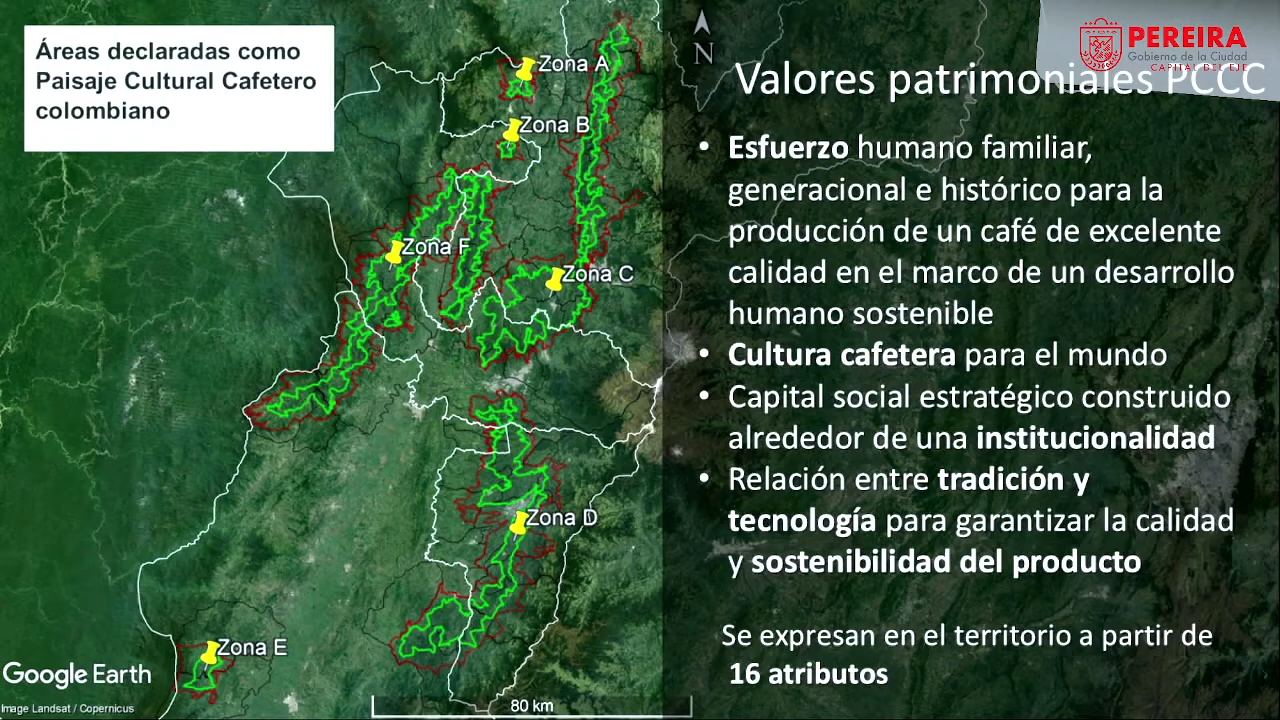 Áreas declaradas como
Paisaje Cultural Cafetero
colombiano
Zona A
Zona B
Zona F
Zona C
Zona D
Zona E
Google Earth
Image Landsat / Copernicus
80 km
N
PEREIRA
Gobierno de la Ciudad
CAPITAL DEL EJE
Valores patrimoniales PCCC
• Esfuerzo humano familiar,
generacional e histórico para la
producción de un café de excelente
calidad en el marco de un desarrollo
humano sostenible
• Cultura cafetera para el mundo
• Capital social estratégico construido
alrededor de una institucionalidad
• Relación entre tradición y
tecnología para garantizar la calidad
y sostenibilidad del producto
Se expresan en el territorio a partir de
16 atributos